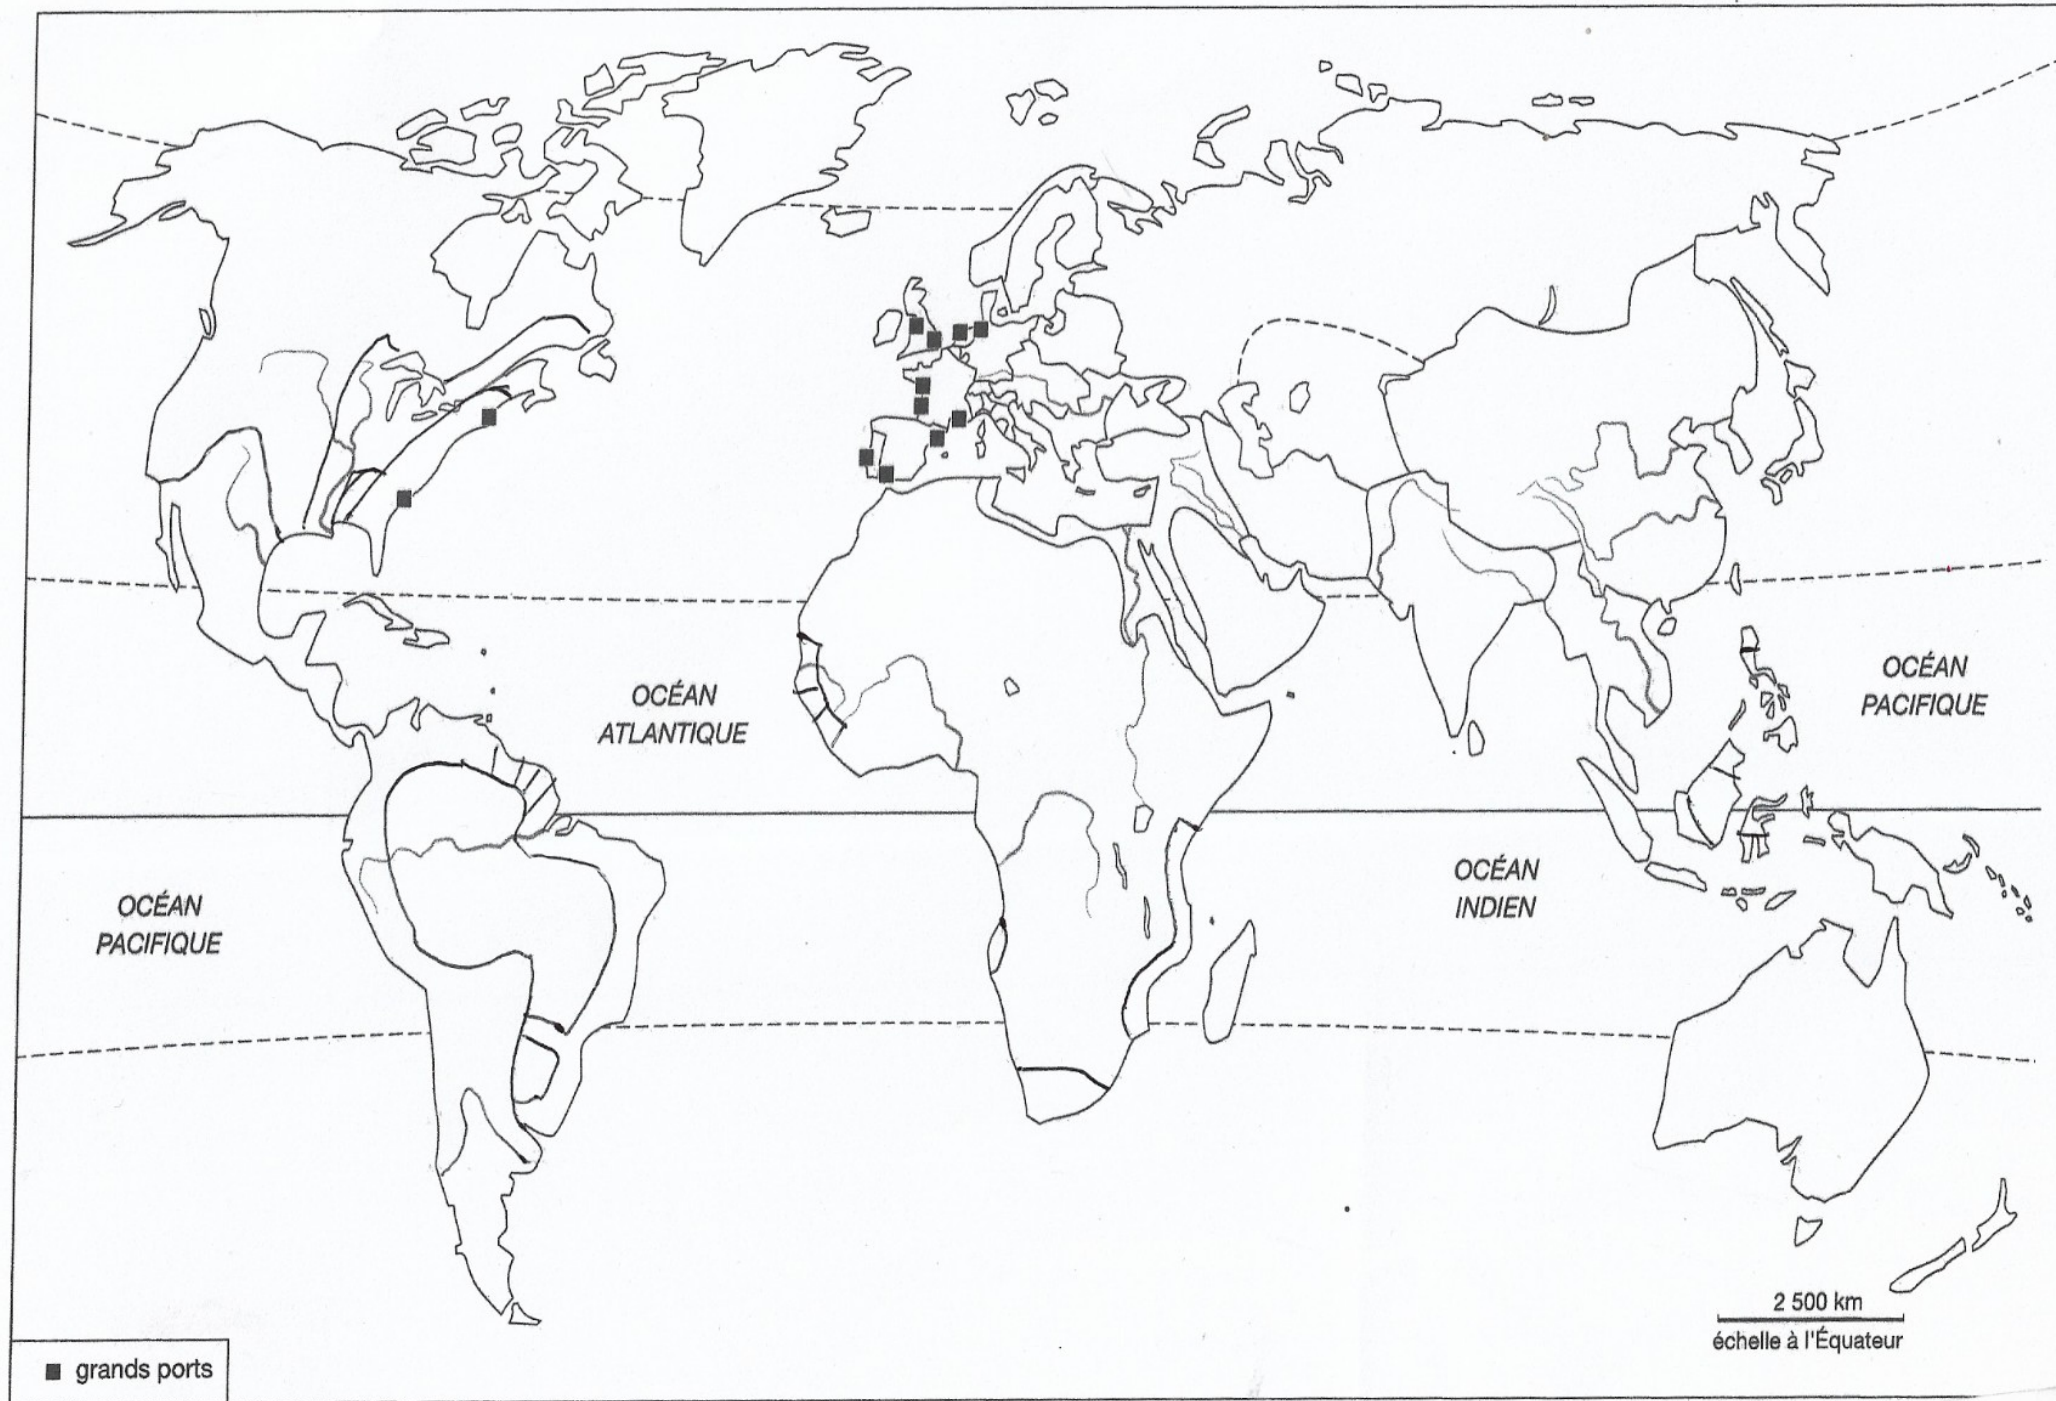 OCÉAN
ATLANTIQUE
OCÉAN
PACIFIQUE
OCÉAN
PACIFIQUE
OCÉAN
INDIEN
2 500 km
échelle à l'Équateur
grands ports